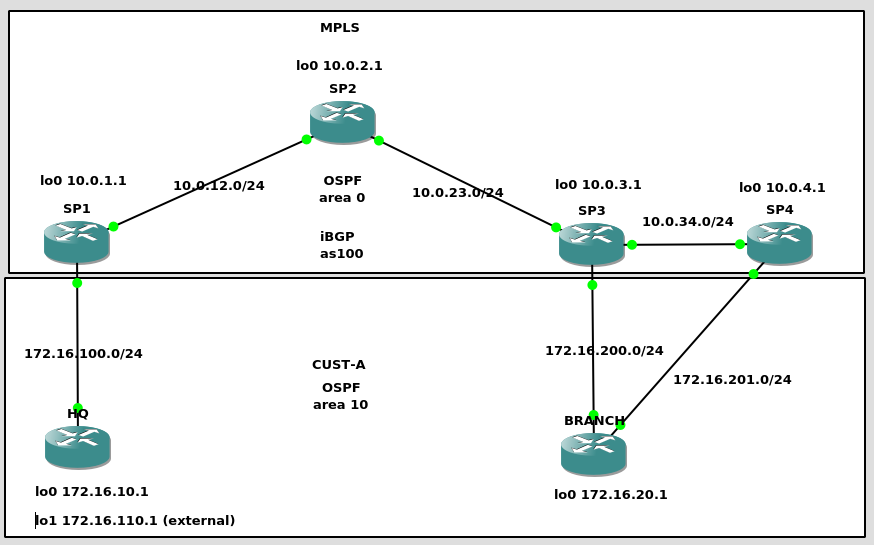 MPLS
lo0 10.0.2.1
SP2
10.0.12.0/24
OSPF
area 0
10.0.23.0/24
lo0 10.0.1.1
SP1
lo0 10.0.3.1
SP3
lo0 10.0.4.1
SP4
10.0.34.0/24
iBGP
as100
172.16.100.0/24
CUST-A
OSPF
area 10
172.16.200.0/24
172.16.201.0/24
HQ
BRANCH
lo0 172.16.10.1
lo0 172.16.20.1
lo1 172.16.110.1 (external)